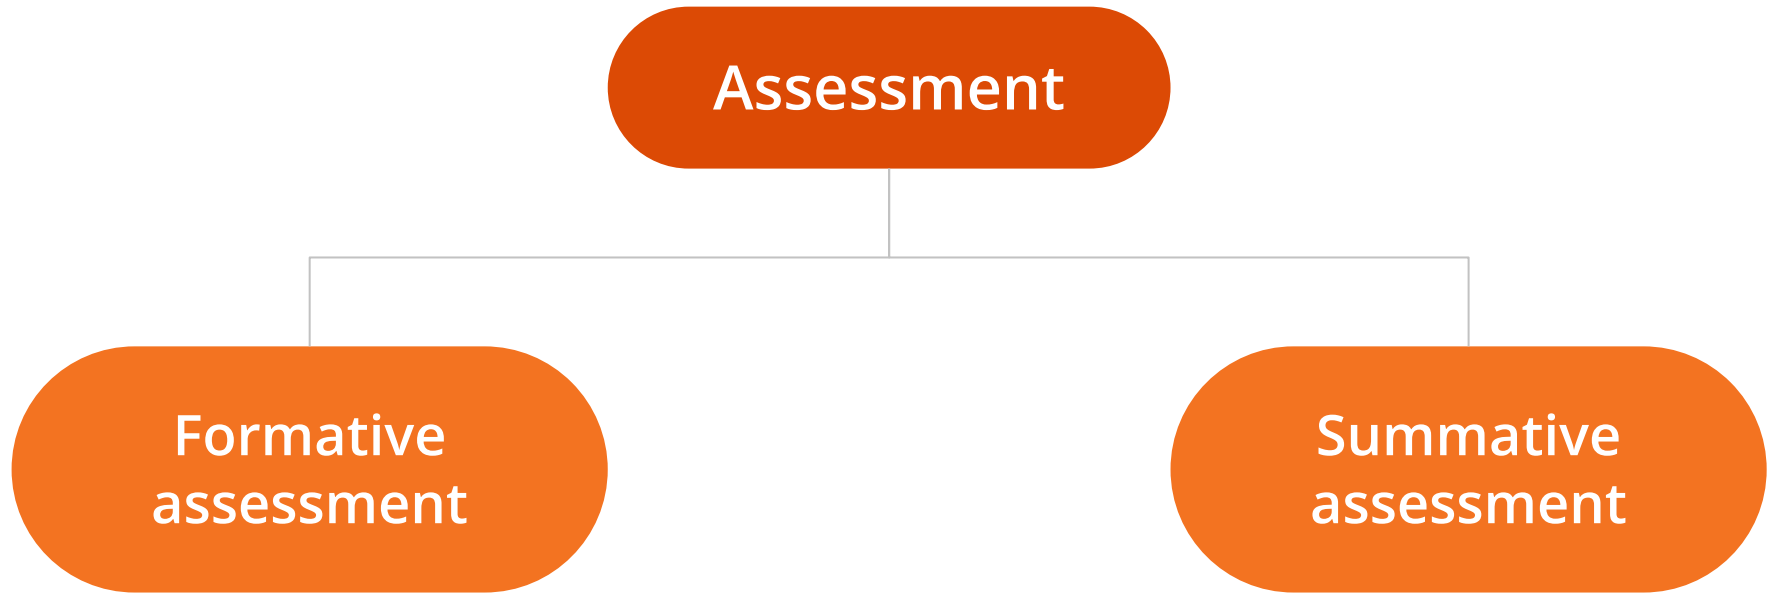 Assessment
Formative
assessment
Summative
assessment